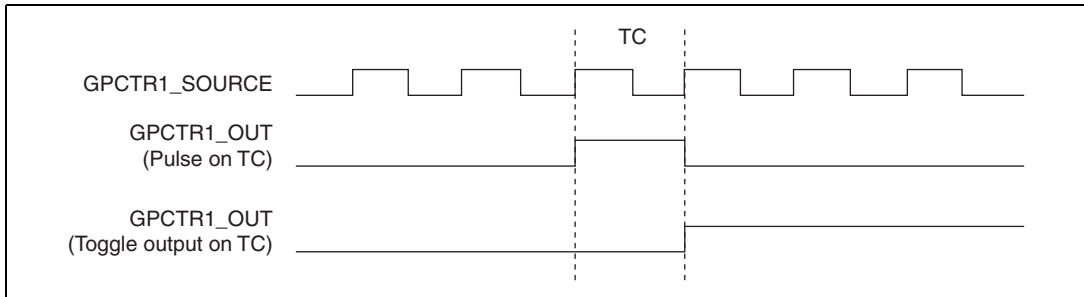 TC
GPCTR1_SOURCE
GPCTR1_OUT
(Pulse on TC)
GPCTR1_OUT
(Toggle output on TC)